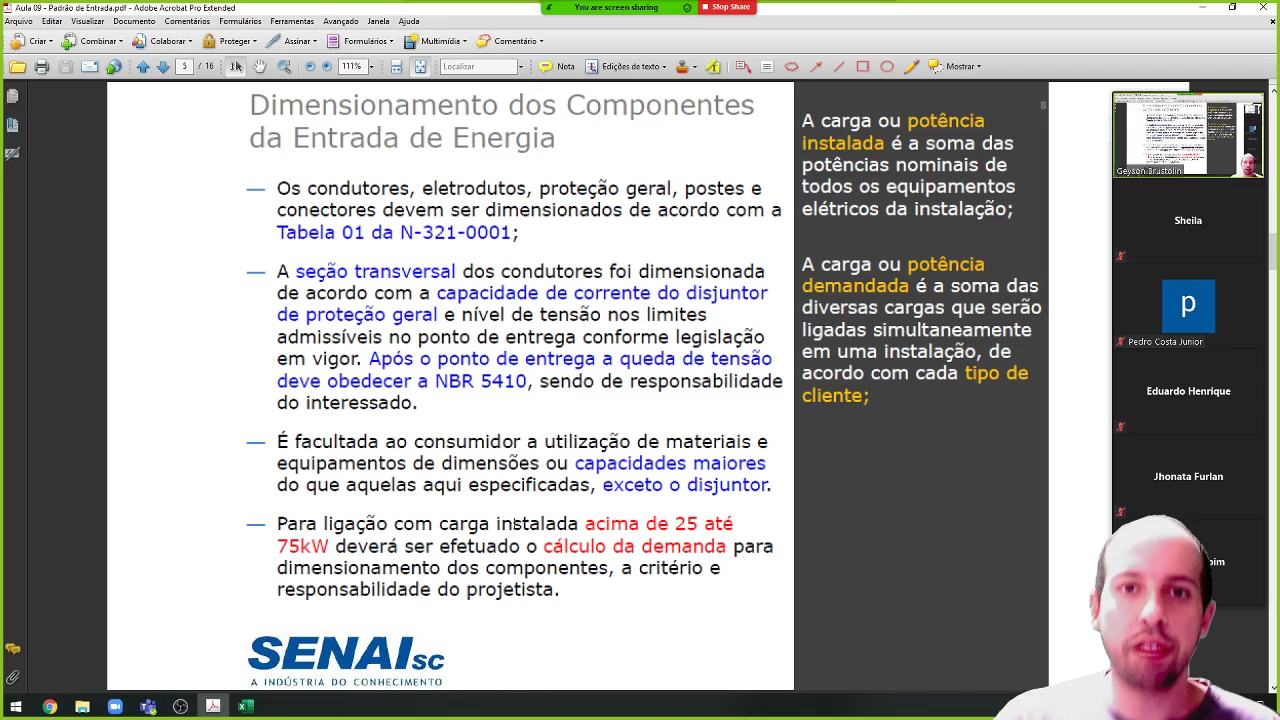 Aula 09 - Padrão de Entrada.pdf - Adobe Acrobat Pro Extended
You are screen sharing
Stop Share
Arquivo Editar Visualizar Documento Comentários Formulários Ferramentas Avançado Janela Ajuda
Criar Combinar Colaborar Proteger Assinar Formulários Multimídia Comentário
5 / 16 111% Localizar Nota Edições de texto Mostrar
Dimensionamento dos Componentes
da Entrada de Energia
— Os condutores, eletrodutos, proteção geral, postes e
conectores devem ser dimensionados de acordo com a
Tabela 01 da N-321-0001;
— A seção transversal dos condutores foi dimensionada
de acordo com a capacidade de corrente do disjuntor
de proteção geral e nível de tensão nos limites
admissíveis no ponto de entrega conforme legislação
em vigor. Após o ponto de entrega a queda de tensão
deve obedecer a NBR 5410, sendo de responsabilidade
do interessado.
— É facultada ao consumidor a utilização de materiais e
equipamentos de dimensões ou capacidades maiores
do que aquelas aqui especificadas, exceto o disjuntor.
— Para ligação com carga instalada acima de 25 até
75kW deverá ser efetuado o cálculo da demanda para
dimensionamento dos componentes, a critério e
responsabilidade do projetista.
SENAI SC
A INDÚSTRIA DO CONHECIMENTO
8
A carga ou potência
instalada é a soma das
potências nominais de
todos os equipamentos
elétricos da instalação;
A carga ou potência
demandada é a soma das
diversas cargas que serão
ligadas simultaneamente
em uma instalação, de
acordo com cada tipo de
cliente;
Geyson Brustolin
Sheila
p
Pedro Costa Junior
Eduardo Henrique
Jhonata Furlan